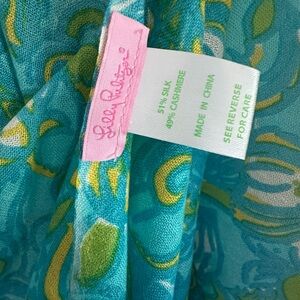 Lilly Pulitzer®
51% SILK
49% CASHMERE
MADE IN CHINA
SEE REVERSE
FOR CARE